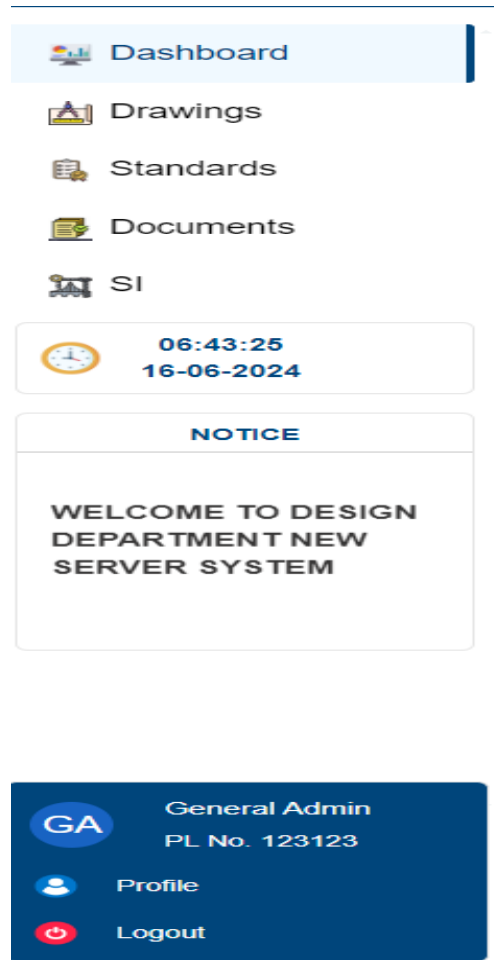 Dashboard
Drawings
Standards
Documents
SI
06:43:25
16-06-2024
NOTICE
WELCOME TO DESIGN
DEPARTMENT NEW
SERVER SYSTEM
GA
General Admin
PL No. 123123
Profile
Logout